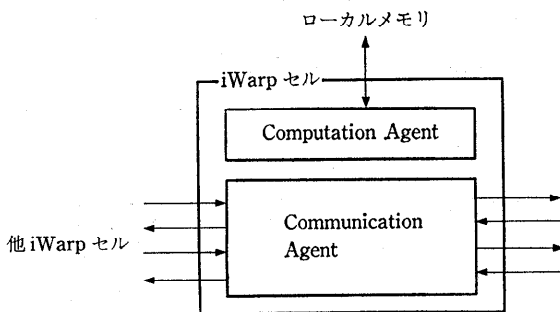 ローカルメモリ
iWarp セル
Computation Agent
Communication
Agent
他 iWarp セル